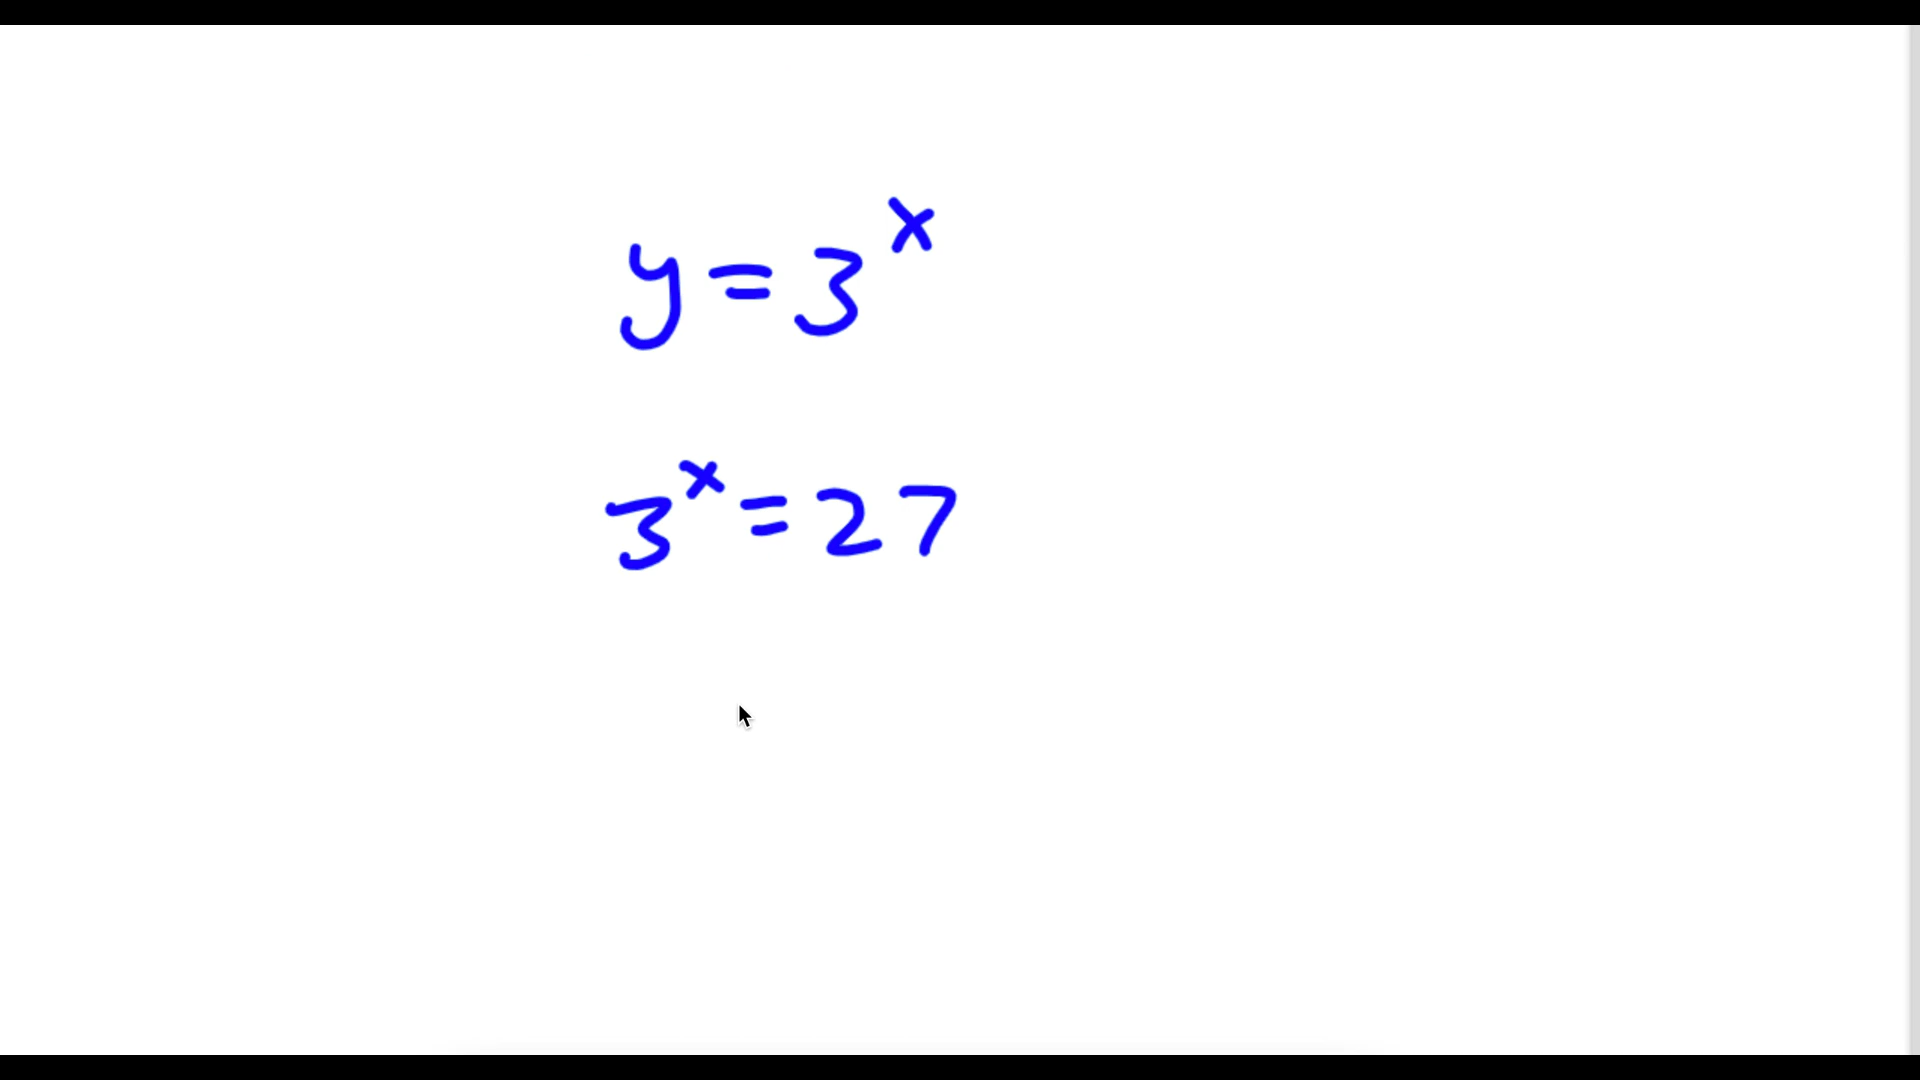 y = 3^x
3^x = 27